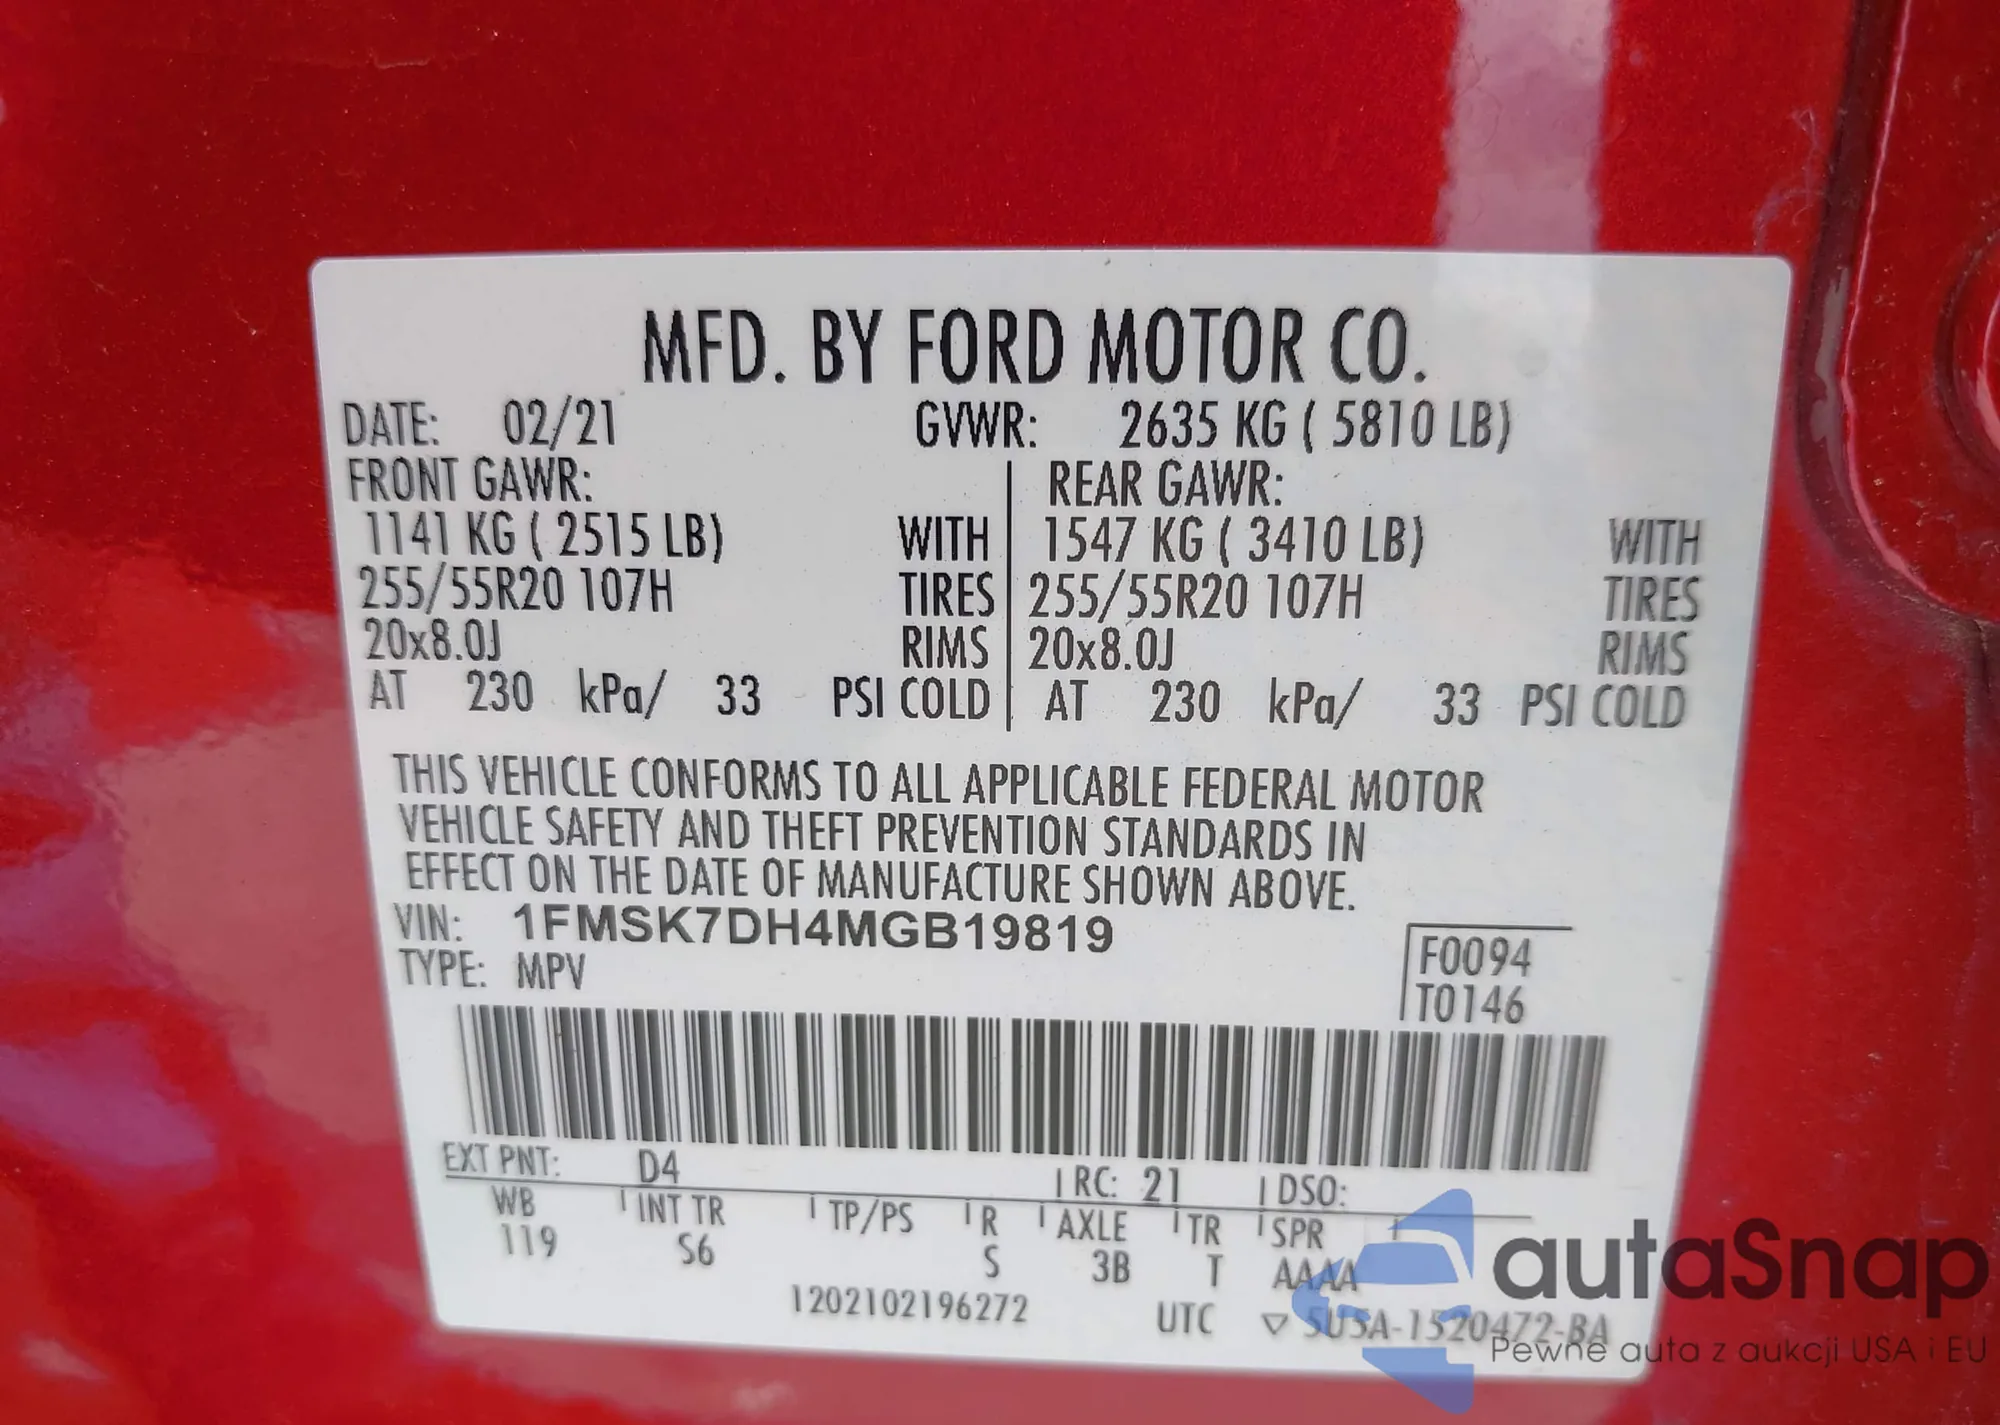 MFD. BY FORD MOTOR CO.
DATE: 02/21 GVWR: 2635 KG ( 5810 LB)
FRONT GAWR: REAR GAWR:
1141 KG ( 2515 LB) WITH 1547 KG ( 3410 LB) WITH
255/55R20 107H TIRES 255/55R20 107H TIRES
20x8.0J RIMS 20x8.0J RIMS
AT 230 kPa/ 33 PSI COLD AT 230 kPa/ 33 PSI COLD
THIS VEHICLE CONFORMS TO ALL APPLICABLE FEDERAL MOTOR
VEHICLE SAFETY AND THEFT PREVENTION STANDARDS IN
EFFECT ON THE DATE OF MANUFACTURE SHOWN ABOVE.
VIN: 1FMSK7DH4MGB19819
TYPE: MPV
F0094
T0146
EXT PNT: D4 RC: 21 DSO:
WB INT TR TP/PS R AXLE TR SPR
119 S6 S 3B T AAAA
1202102196272 UTC ▽ 5U5A-1520472-BA
autaSnap
Pewne auta z aukcji USA i EU